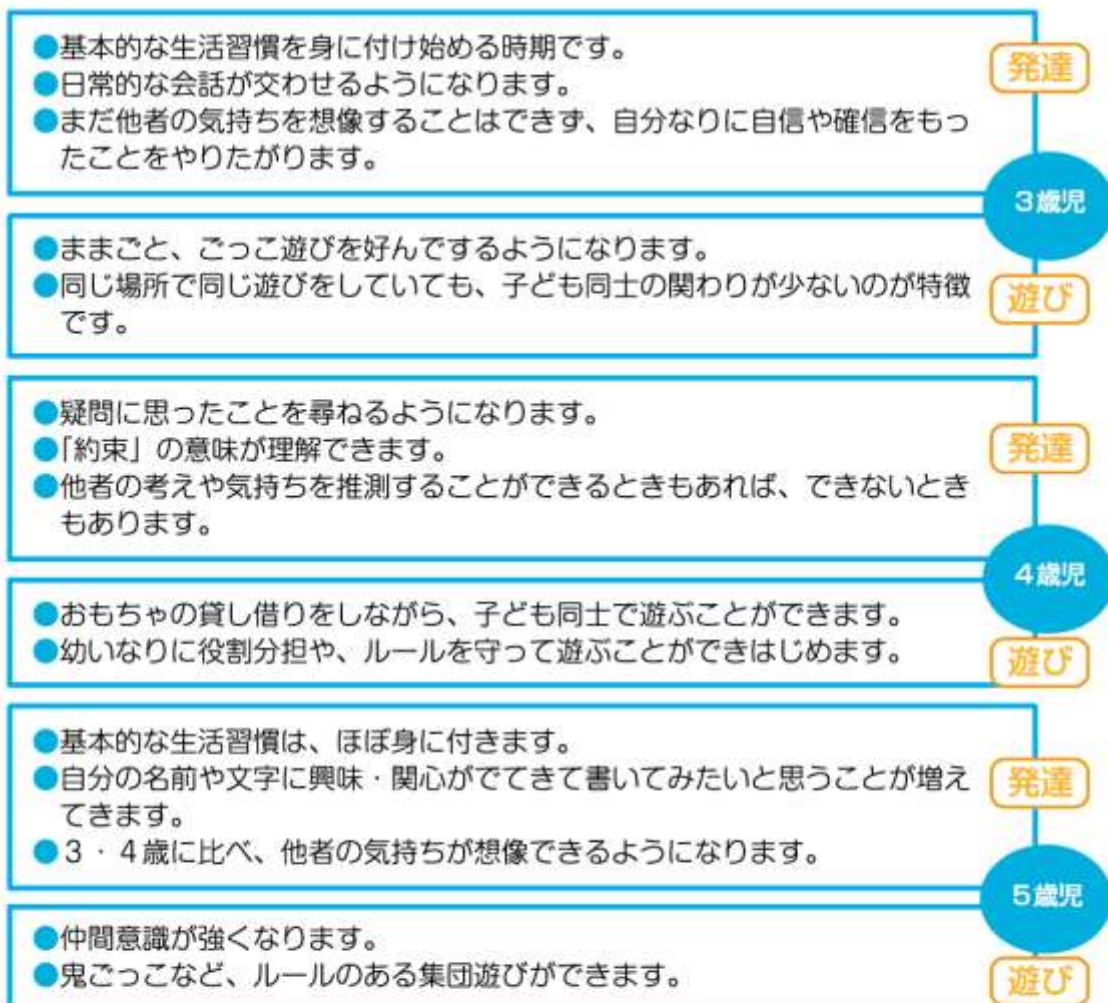 ●基本的な生活習慣を身に付け始める時期です。
●日常的な会話が交わせるようになります。
●まだ他者の気持ちを想像することはできず、自分なりに自信や確信をもっ
たことをやりたがります。
発達
3歳児
●ままごと、ごっこ遊びを好んでするようになります。
●同じ場所で同じ遊びをしていても、子ども同士の関わりが少ないのが特徴
です。
遊び
●疑問に思ったことを尋ねるようになります。
●「約束」の意味が理解できます。
●他者の考えや気持ちを推測することができるときもあれば、できないとき
もあります。
発達
4歳児
●おもちゃの貸し借りをしながら、子ども同士で遊ぶことができます。
●幼いなりに役割分担や、ルールを守って遊ぶことができはじめます。
遊び
●基本的な生活習慣は、ほぼ身に付きます。
●自分の名前や文字に興味・関心がでてきて書いてみたいと思うことが増え
てきます。
●3・4歳に比べ、他者の気持ちが想像できるようになります。
発達
5歳児
●仲間意識が強くなります。
●鬼ごっこなど、ルールのある集団遊びができます。
遊び